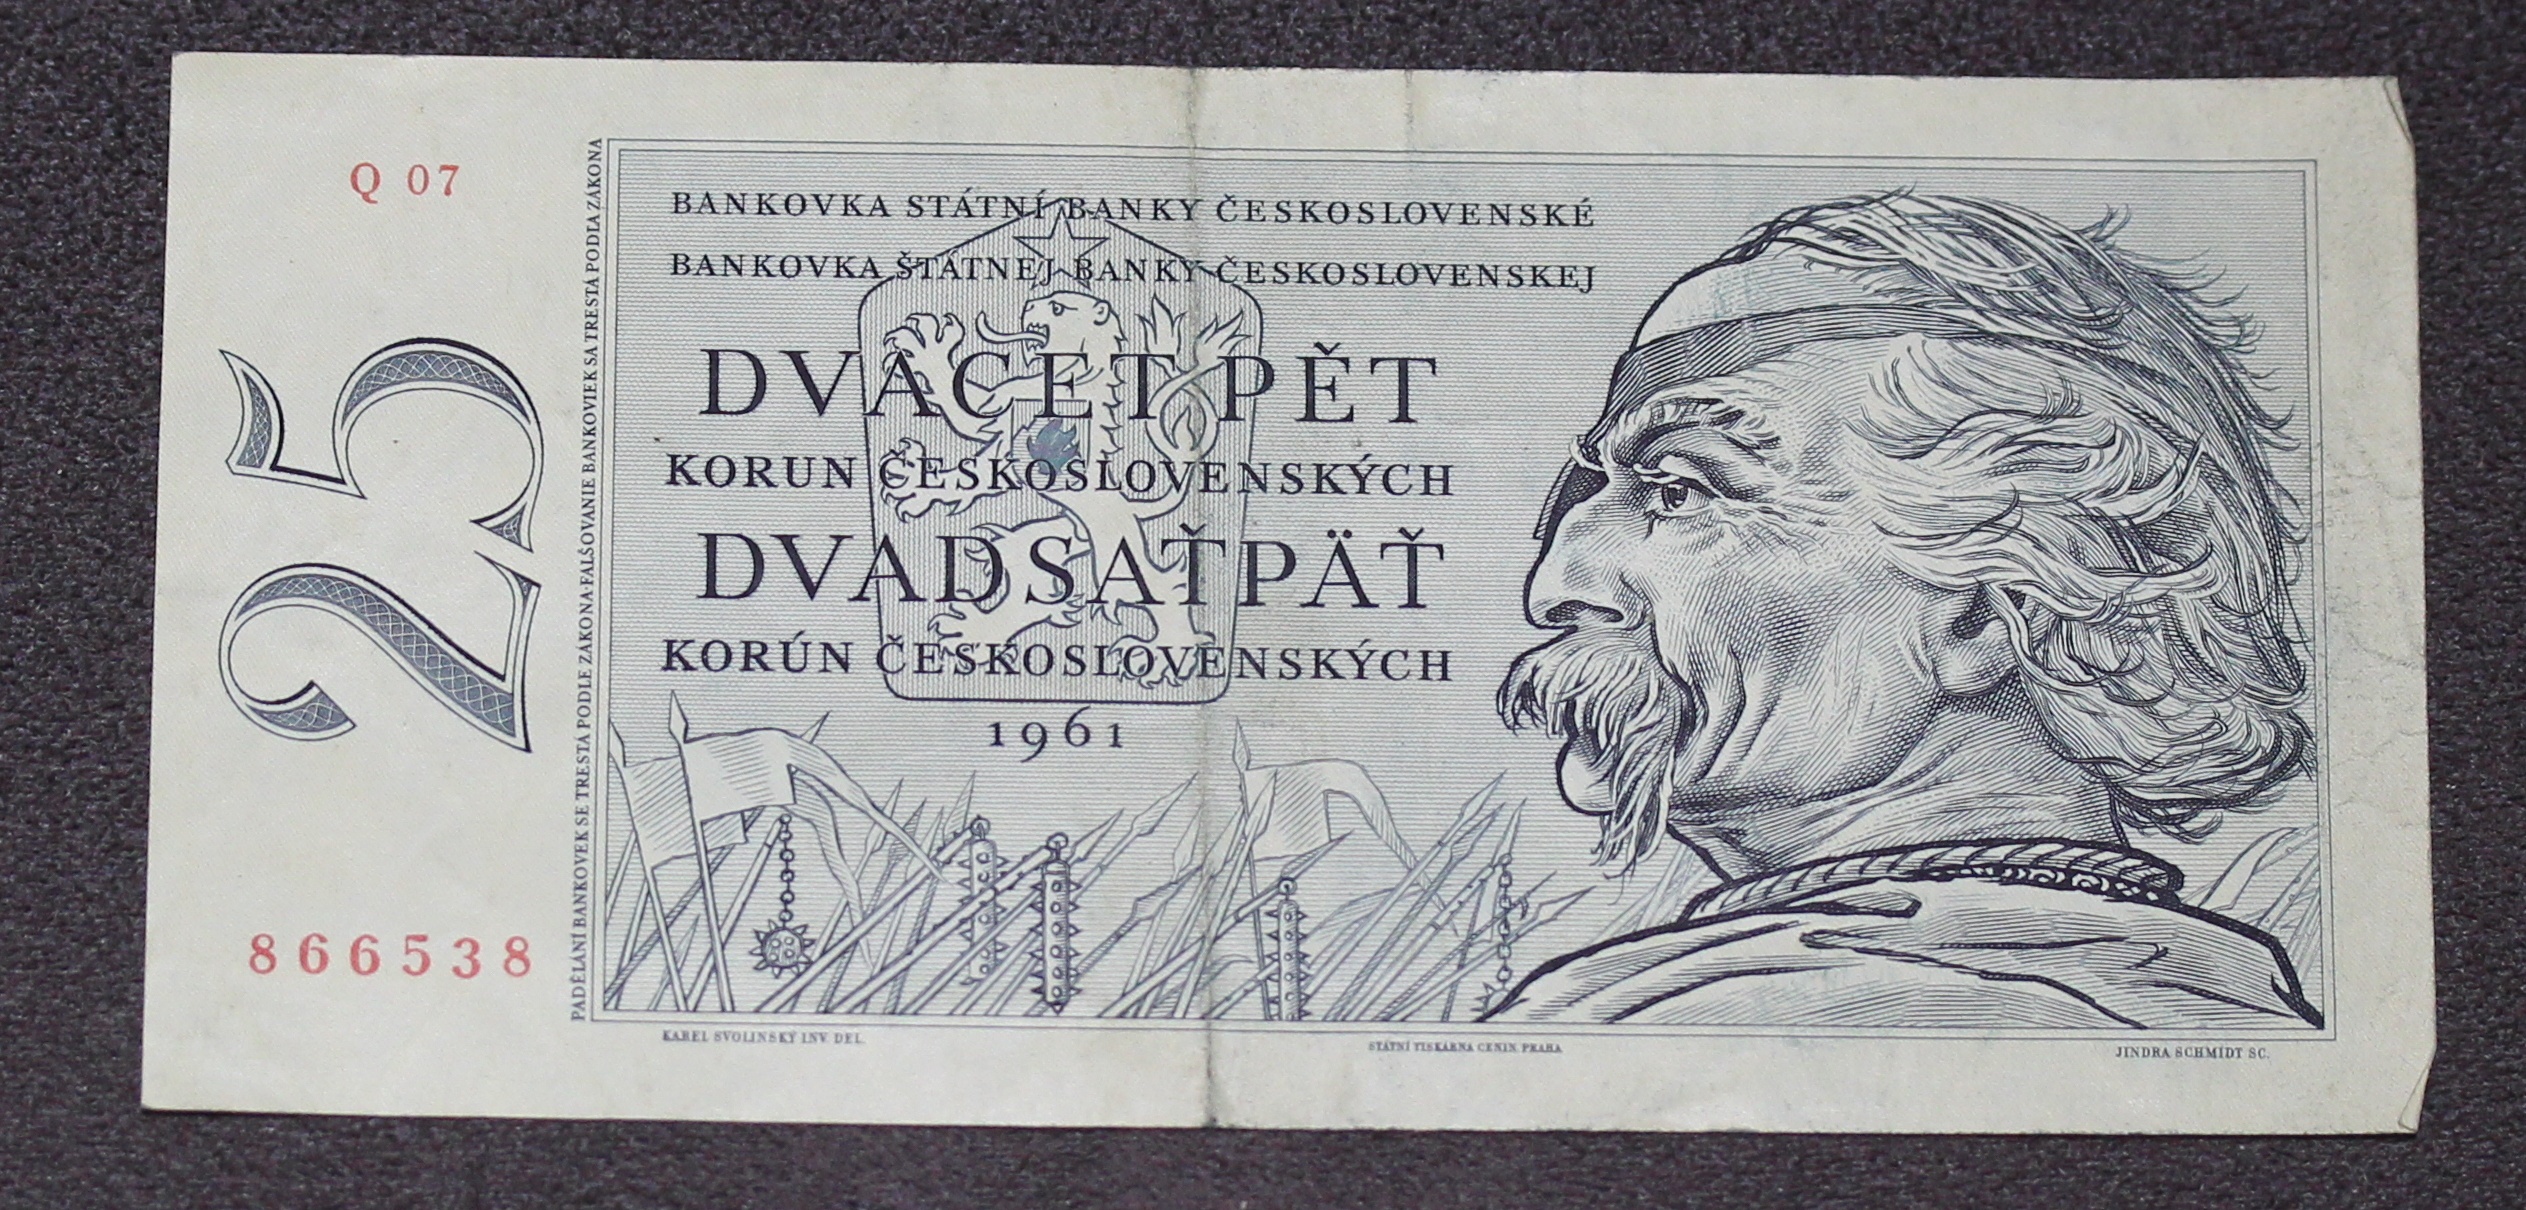 Q 07
25
866538
PADĚLÁNÍ BANKOVEK SE TRESTÁ PODLE ZÁKONA·FALŠOVANIE BANKOVIEK SA TRESTÁ PODĽA ZÁKONA
BANKOVKA STÁTNÍ BANKY ČESKOSLOVENSKÉ
BANKOVKA ŠTÁTNEJ BANKY ČESKOSLOVENSKEJ
DVACET PĚT
KORUN ČESKOSLOVENSKÝCH
DVADSAŤPÄŤ
KORÚN ČESKOSLOVENSKÝCH
1961
KAREL SVOLINSKÝ INV. DEL.
STÁTNÍ TISKÁRNA CENIN, PRAHA
JINDRA SCHMIDT SC.